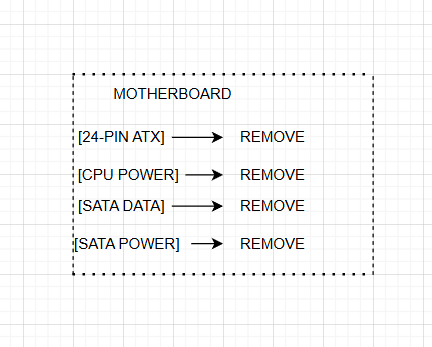 MOTHERBOARD
[24-PIN ATX] REMOVE
[CPU POWER] REMOVE
[SATA DATA] REMOVE
[SATA POWER] REMOVE